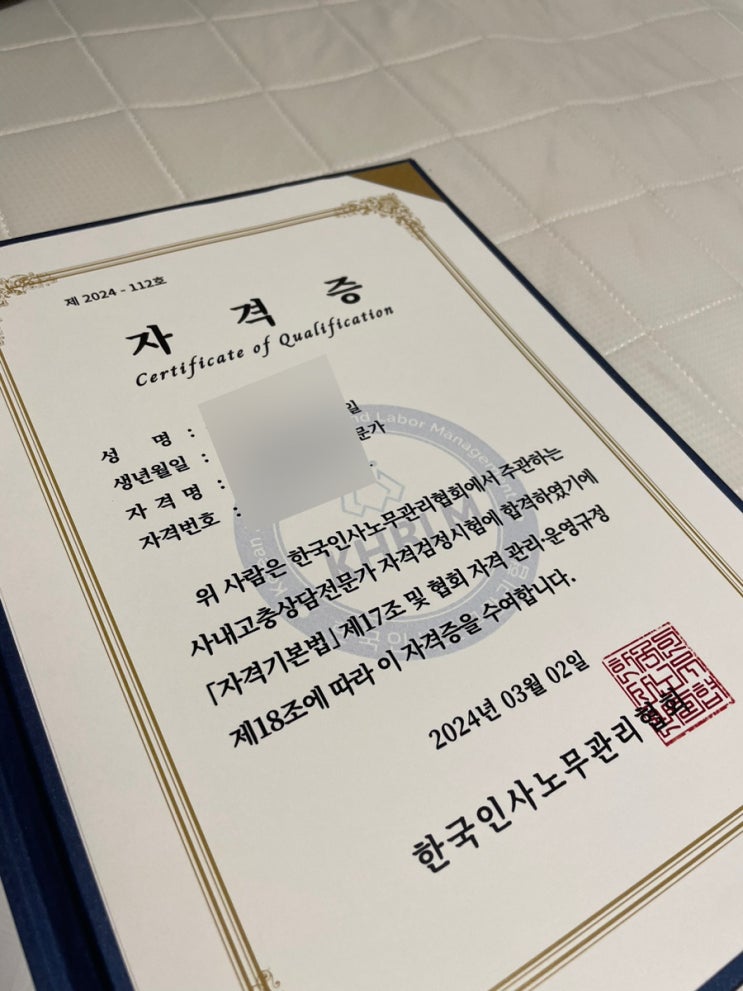 제 2024 - 112호
자 격 증
Certificate of Qualification
성 명 :
생년월일 : 일
자 격 명 : 문가
자격번호 :
위 사람은 한국인사노무관리협회에서 주관하는
사내고충상담전문가 자격검정시험에 합격하였기에
「자격기본법」 제17조 및 협회 자격 관리·운영규정
제18조에 따라 이 자격증을 수여합니다.
2024년 03월 02일
한국인사노무관리협회
KHRLM
Labor Management